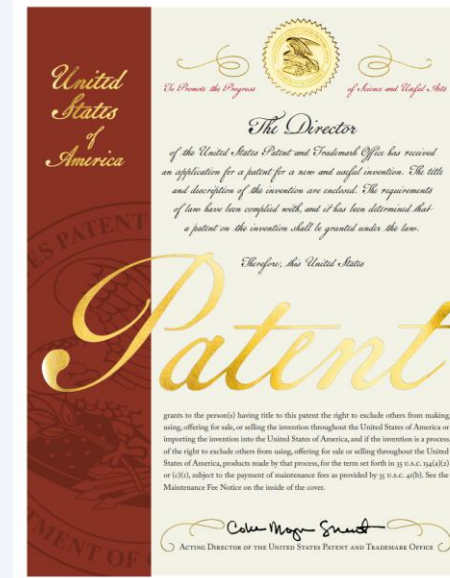 United
States
of
America
To Promote the Progress
of Science and Useful Arts
The Director
of the United States Patent and Trademark Office has received
an application for a patent for a new and useful invention. The title
and description of the invention are enclosed. The requirements
of law have been complied with, and it has been determined that
a patent on the invention shall be granted under the law.
Therefore, this United States
Patent
grants to the person(s) having title to this patent the right to exclude others from making,
using, offering for sale, or selling the invention throughout the United States of America or
importing the invention into the United States of America, and if the invention is a process,
of the right to exclude others from using, offering for sale or selling throughout the United
States of America, products made by that process, for the term set forth in 35 U.S.C. 154(a)(2)
or (c)(1), subject to the payment of maintenance fees as provided by 35 U.S.C. 41(b). See the
Maintenance Fee Notice on the inside of the cover.
ACTING DIRECTOR OF THE UNITED STATES PATENT AND TRADEMARK OFFICE
ES PATENT
MENT OF